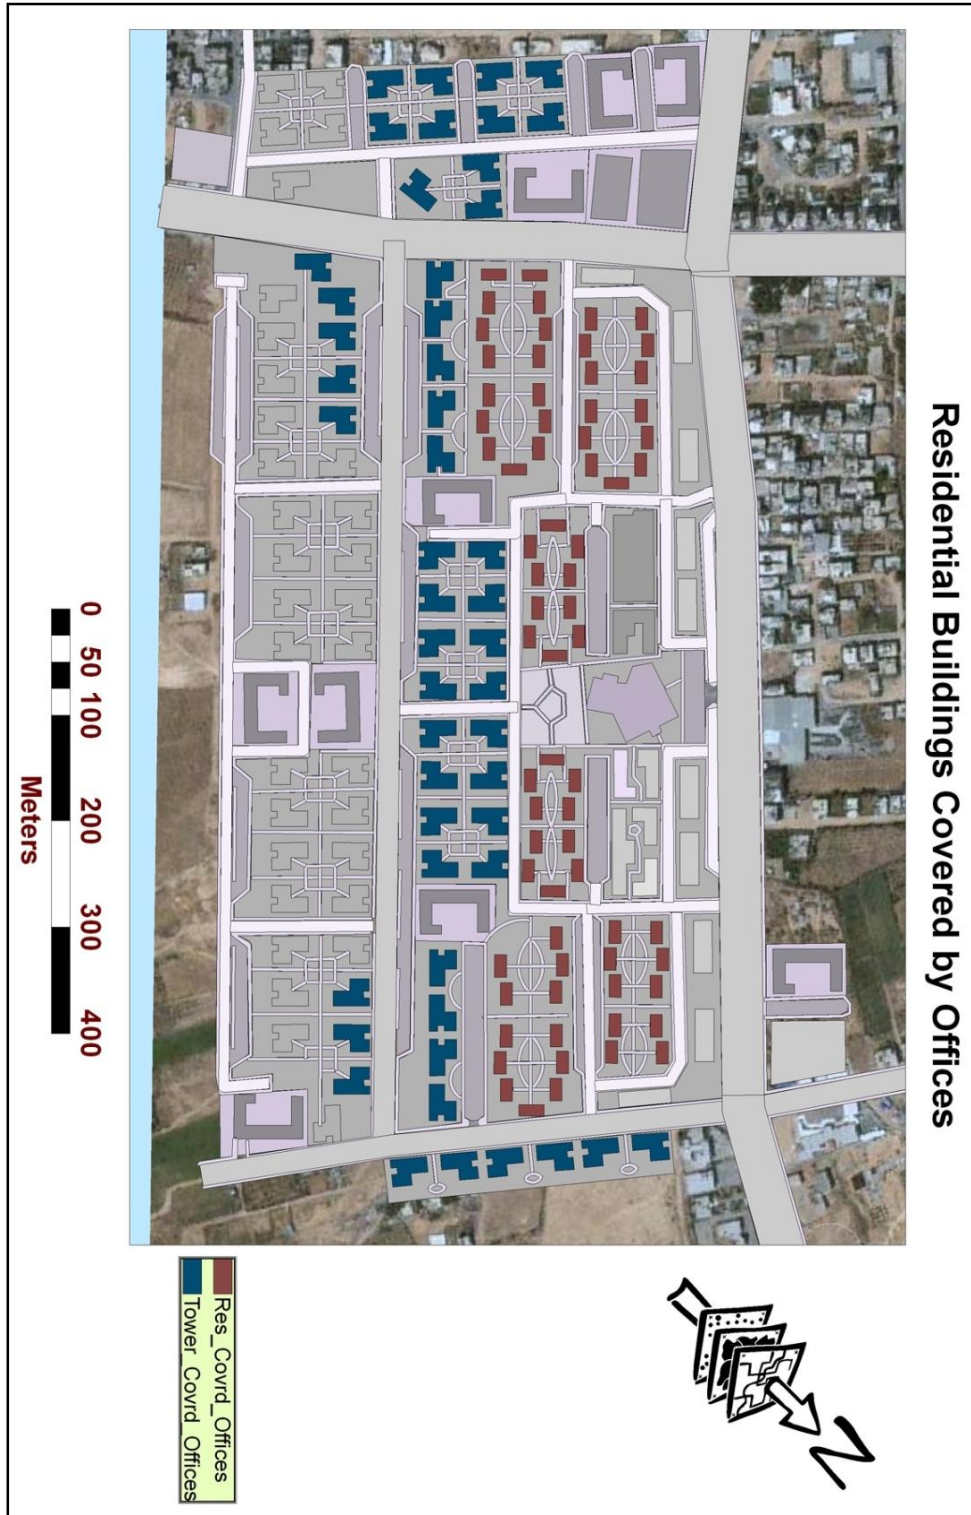 Residential Buildings Covered by Offices
0 50 100 200 300 400
Meters
Res_Covrd_Offices
Tower_Covrd_Offices
N